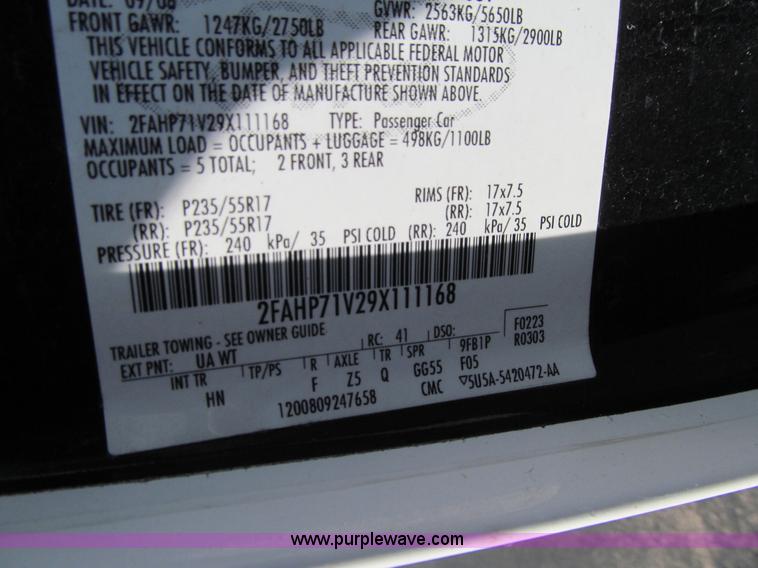 DATE: 09/08
GVWR: 2563KG/5650LB
FRONT GAWR: 1247KG/2750LB REAR GAWR: 1315KG/2900LB
THIS VEHICLE CONFORMS TO ALL APPLICABLE FEDERAL MOTOR
VEHICLE SAFETY, BUMPER, AND THEFT PREVENTION STANDARDS
IN EFFECT ON THE DATE OF MANUFACTURE SHOWN ABOVE.
VIN: 2FAHP71V29X111168 TYPE: Passenger Car
MAXIMUM LOAD = OCCUPANTS + LUGGAGE = 498KG/1100LB
OCCUPANTS = 5 TOTAL; 2 FRONT, 3 REAR
TIRE (FR): P235/55R17 RIMS (FR): 17x7.5
(RR): P235/55R17 (RR): 17x7.5
PRESSURE (FR): 240 kPa/ 35 PSI COLD (RR): 240 kPa/ 35 PSI COLD
2FAHP71V29X111168
TRAILER TOWING - SEE OWNER GUIDE
EXT PNT: UA WT RC: 41 DSO: F0223
INT TR TP/PS R AXLE TR SPR 9FB1P R0303
HN F Z5 Q GG55 F05
1200809247658 CMC 5U5A-5420472-AA
www.purplewave.com